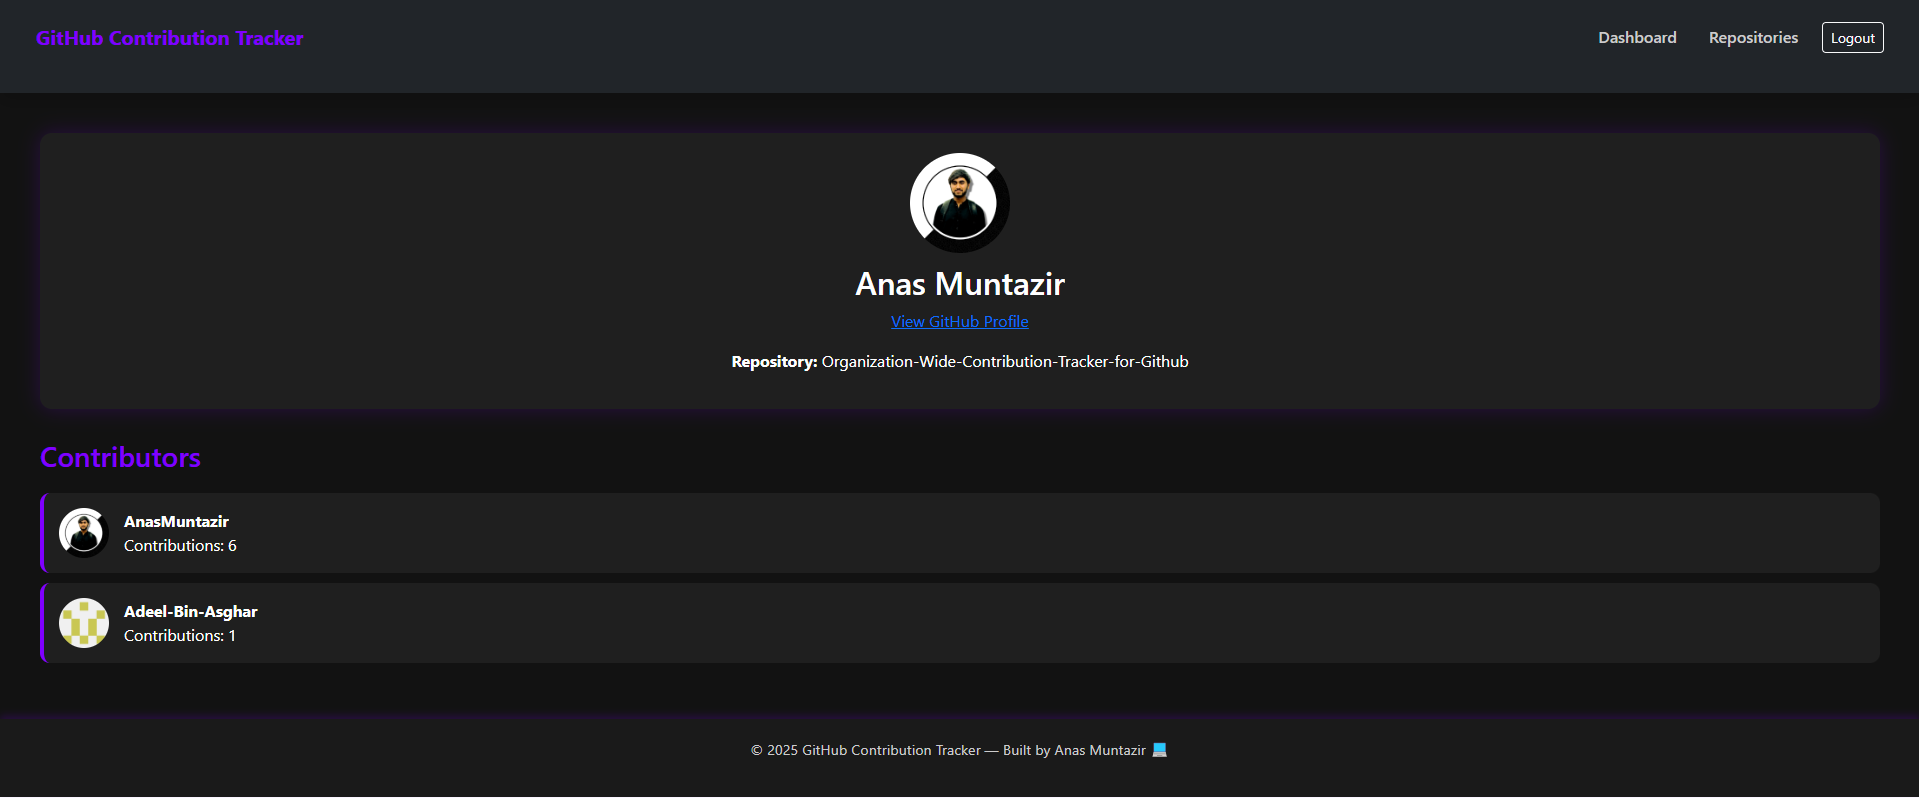 GitHub Contribution Tracker
Dashboard
Repositories
Logout
Anas Muntazir
View GitHub Profile
Repository: Organization-Wide-Contribution-Tracker-for-Github
Contributors
AnasMuntazir
Contributions: 6
Adeel-Bin-Asghar
Contributions: 1
© 2025 GitHub Contribution Tracker — Built by Anas Muntazir 💻